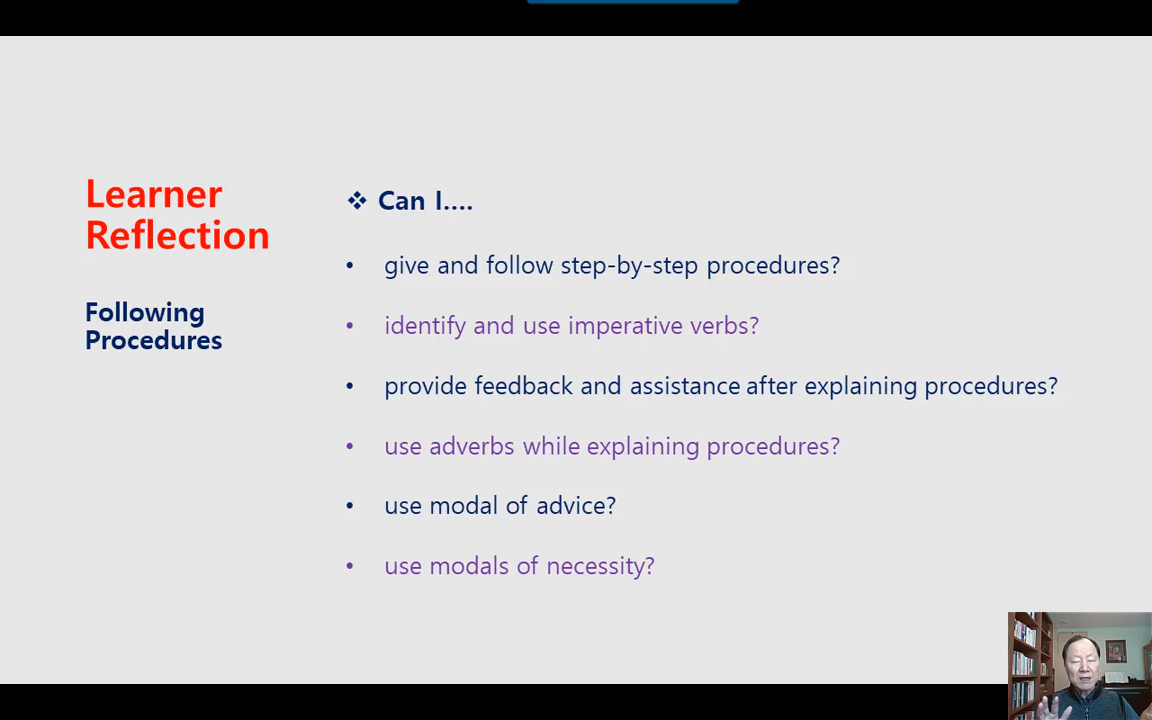 Learner
Reflection
Following
Procedures
❖ Can I....
• give and follow step-by-step procedures?
• identify and use imperative verbs?
• provide feedback and assistance after explaining procedures?
• use adverbs while explaining procedures?
• use modal of advice?
• use modals of necessity?